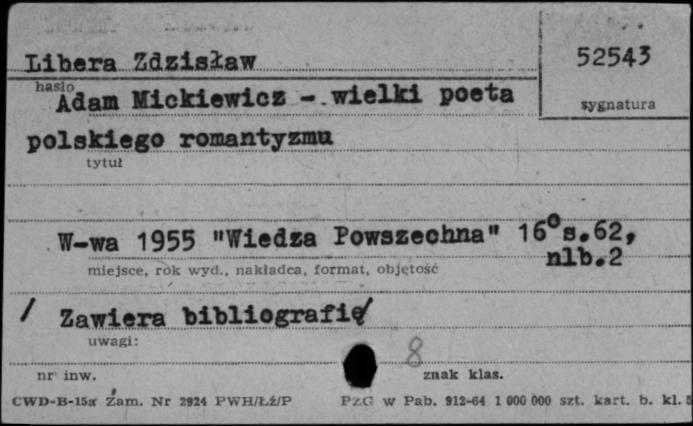 Libera Zdzisław
52543
hasło
sygnatura
Adam Mickiewicz - wielki poeta
polskiego romantyzmu
tytuł
W-wa 1955 "Wiedza Powszechna" 16° s.62,
nlb.2
miejsce, rok wyd., nakładca, format, objętość
/ Zawiera bibliografię/
uwagi:
8
nr inw.
znak klas.
CWD-B-15a Zam. Nr 2924 PWH/Łź/P
PZG w Pab. 912-64 1 000 000 szt. kart. b. kl.